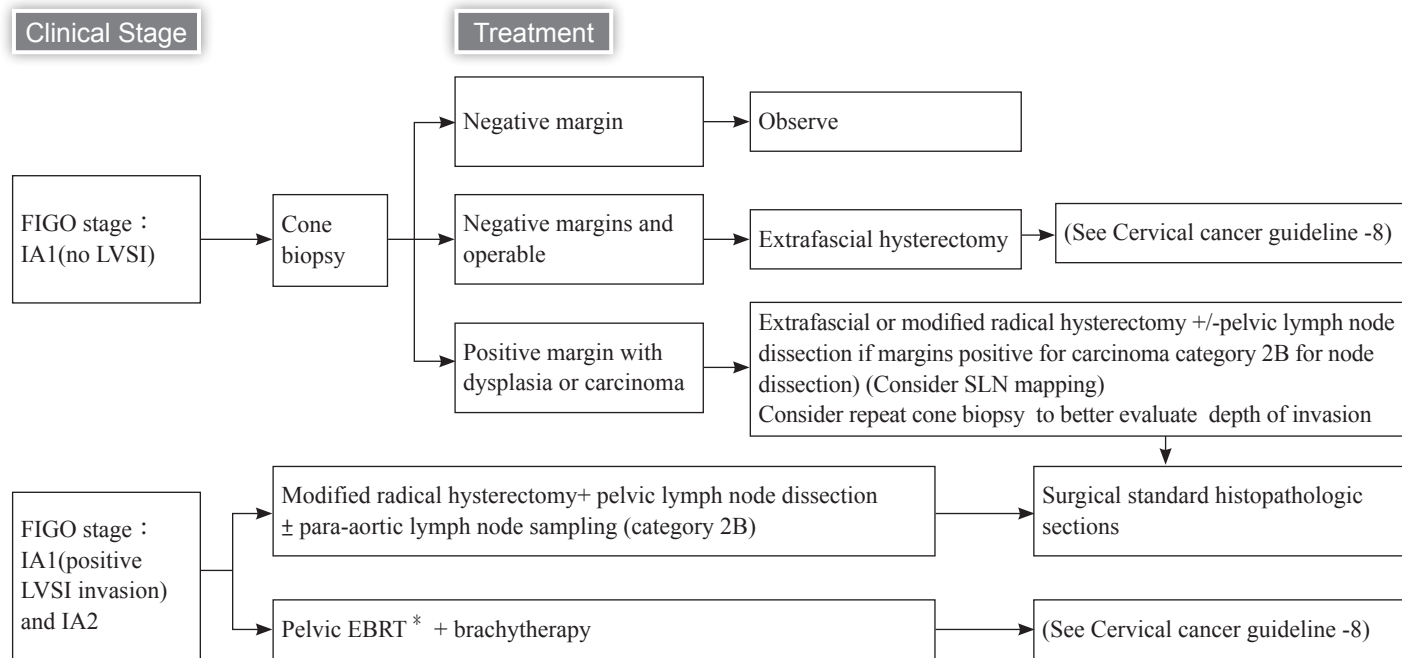 Clinical Stage
Treatment
Negative margin
Observe
FIGO stage：
IA1(no LVSI)
Cone
biopsy
Negative margins and
operable
Extrafascial hysterectomy
(See Cervical cancer guideline -8)
Positive margin with
dysplasia or carcinoma
Extrafascial or modified radical hysterectomy +/-pelvic lymph node
dissection if margins positive for carcinoma category 2B for node
dissection) (Consider SLN mapping)
Consider repeat cone biopsy to better evaluate depth of invasion
FIGO stage：
IA1(positive
LVSI invasion)
and IA2
Modified radical hysterectomy+ pelvic lymph node dissection
± para-aortic lymph node sampling (category 2B)
Surgical standard histopathologic
sections
Pelvic EBRT * + brachytherapy
(See Cervical cancer guideline -8)